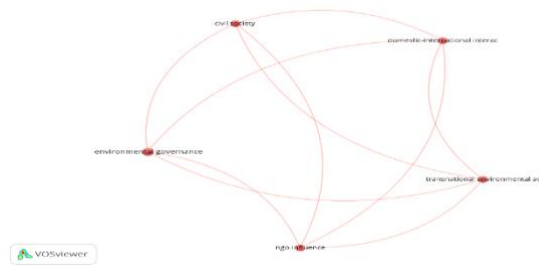 civil society
domestic-international interac
environmental governance
transnational environmental ac
ngo influence
VOSviewer